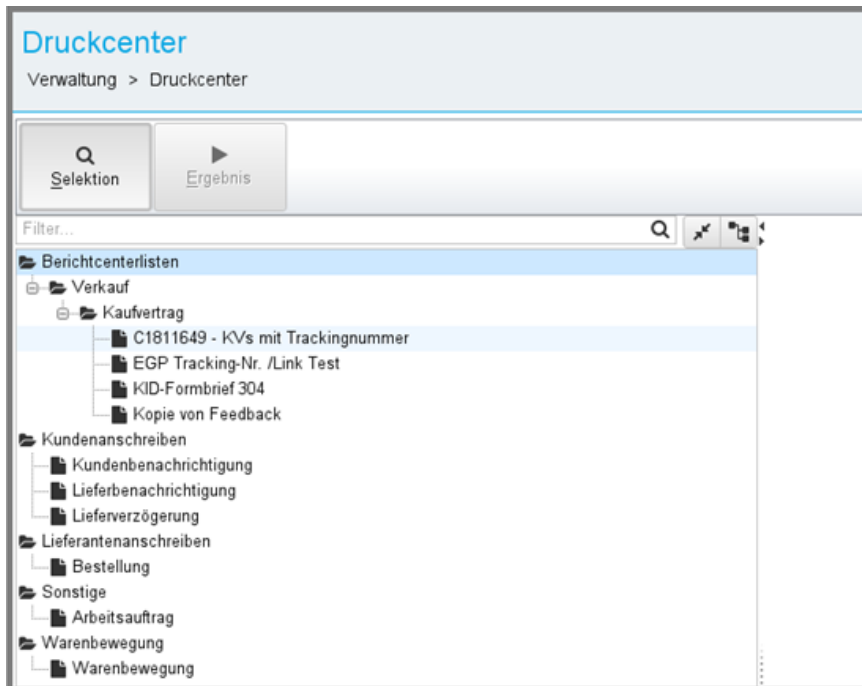 Druckcenter
Verwaltung > Druckcenter
Selektion
Ergebnis
Filter...
Berichtcenterlisten
Verkauf
Kaufvertrag
C1811649 - KVs mit Trackingnummer
EGP Tracking-Nr. /Link Test
KID-Formbrief 304
Kopie von Feedback
Kundenanschreiben
Kundenbenachrichtigung
Lieferbenachrichtigung
Lieferverzögerung
Lieferantenanschreiben
Bestellung
Sonstige
Arbeitsauftrag
Warenbewegung
Warenbewegung